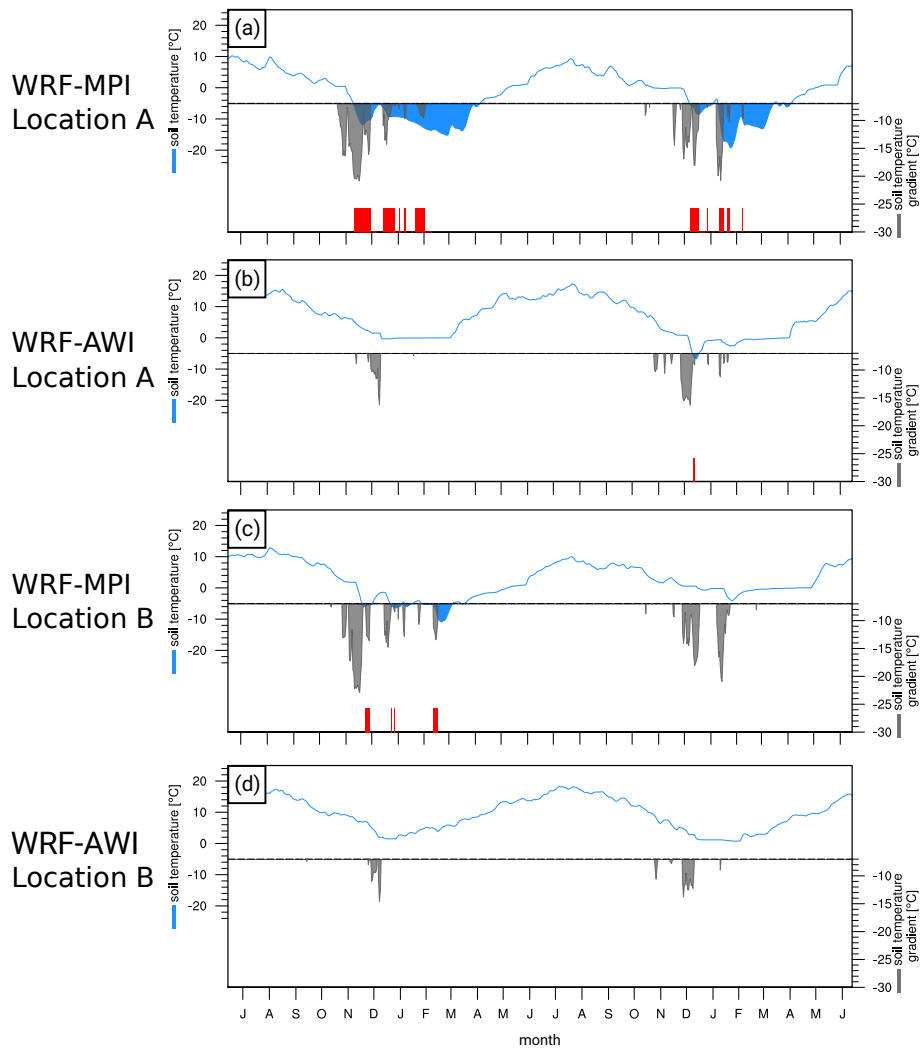 WRF-MPI
Location A
(a)
soil temperature [°C]
20
10
0
-10
-20
-10
-15
-20
-25
-30
soil temperature
gradient [°C]
WRF-AWI
Location A
(b)
soil temperature [°C]
20
10
0
-10
-20
-10
-15
-20
-25
-30
soil temperature
gradient [°C]
WRF-MPI
Location B
(c)
soil temperature [°C]
20
10
0
-10
-20
-10
-15
-20
-25
-30
soil temperature
gradient [°C]
WRF-AWI
Location B
(d)
soil temperature [°C]
20
10
0
-10
-20
-10
-15
-20
-25
-30
soil temperature
gradient [°C]
J A S O N D J F M A M J J A S O N D J F M A M J
month